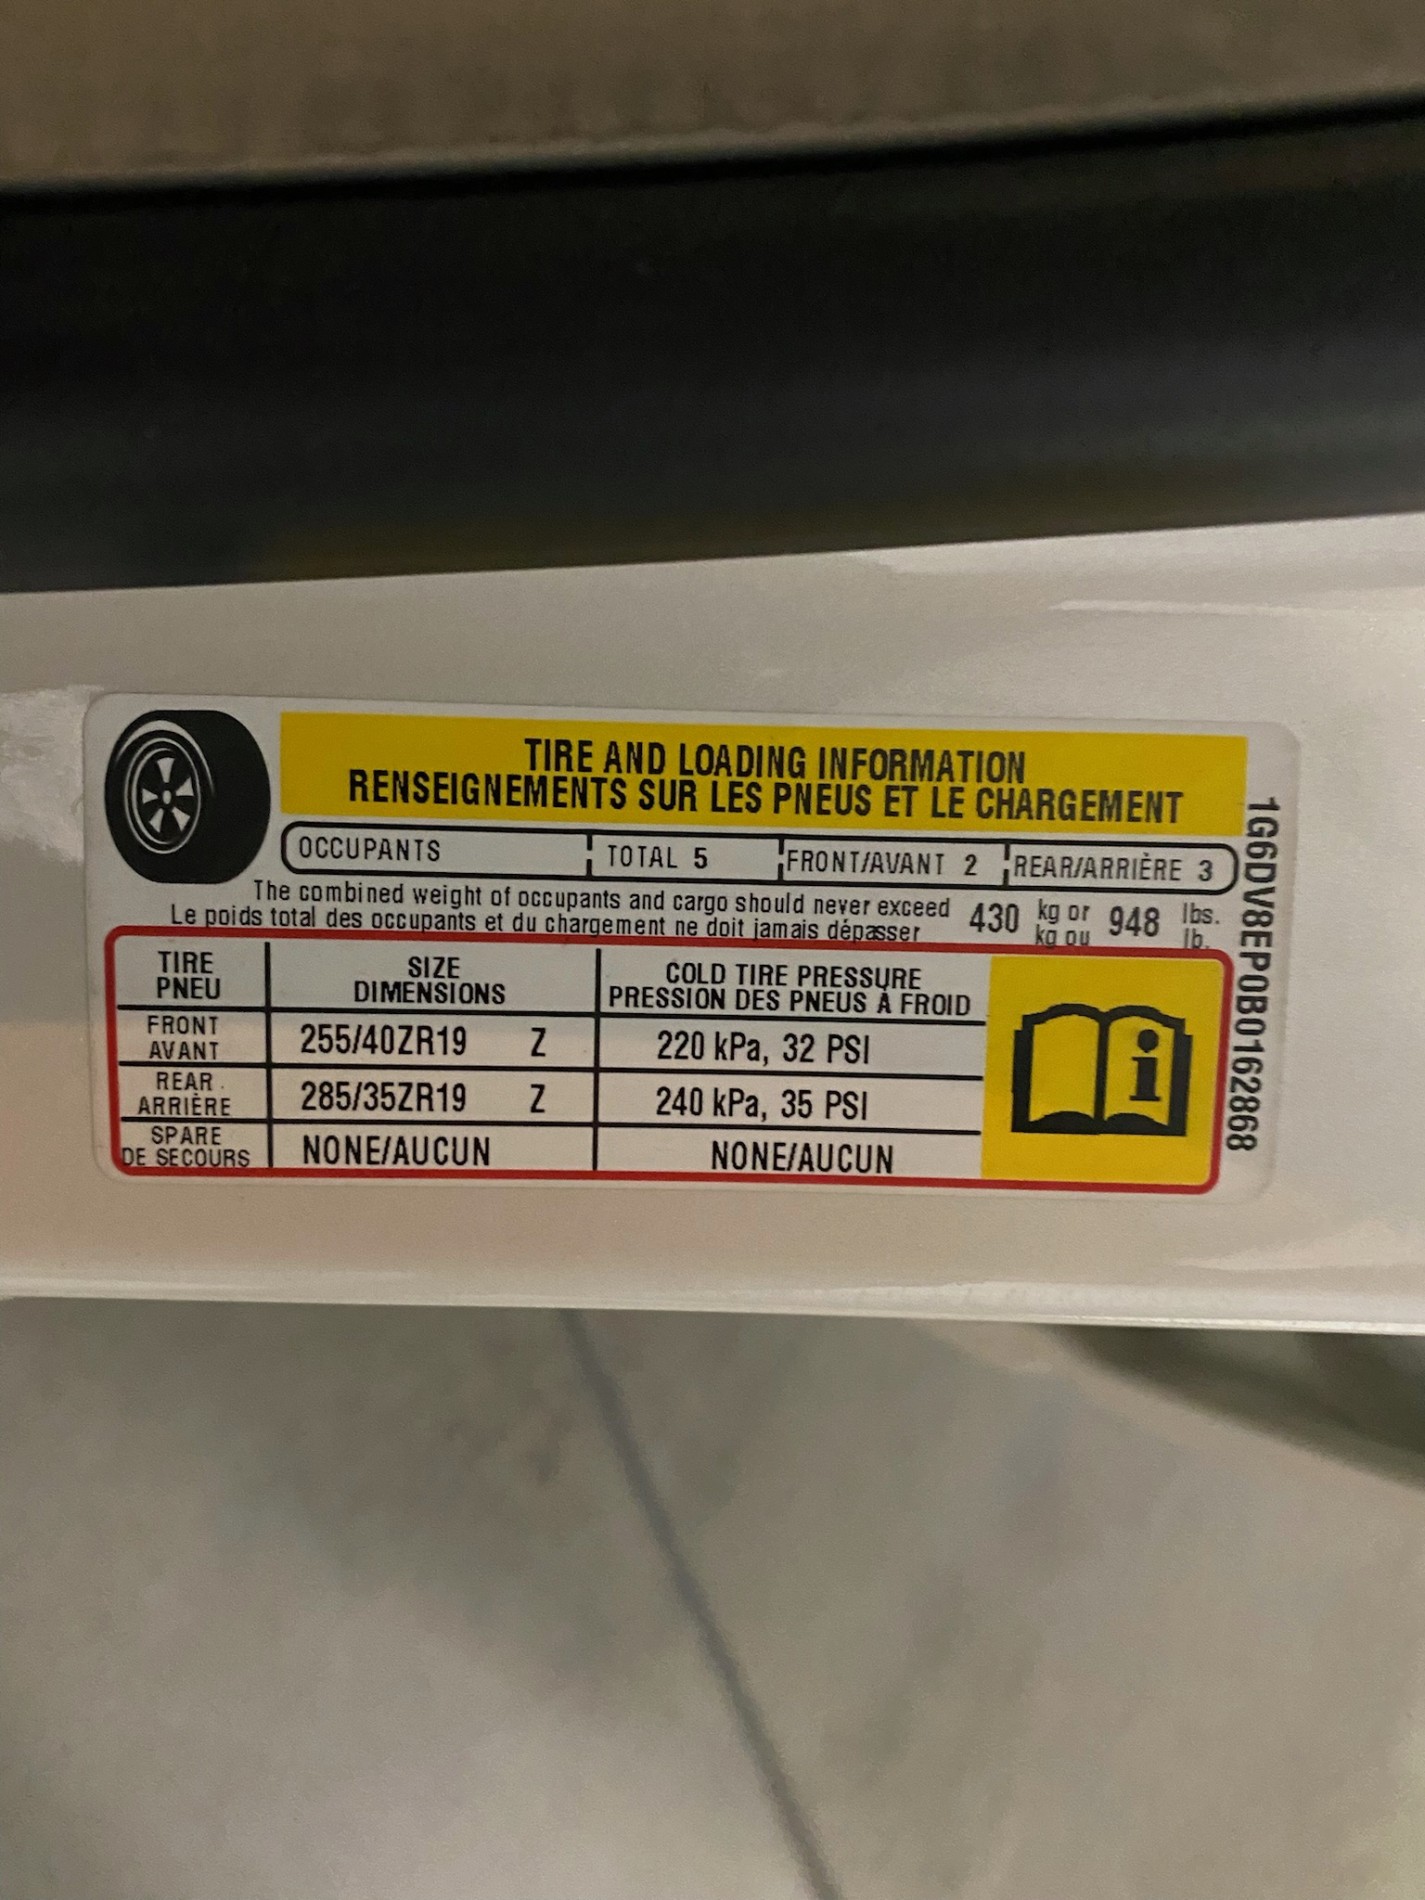 TIRE AND LOADING INFORMATION
RENSEIGNEMENTS SUR LES PNEUS ET LE CHARGEMENT
OCCUPANTS TOTAL 5 FRONT/AVANT 2 REAR/ARRIÈRE 3
The combined weight of occupants and cargo should never exceed 430 kg or 948 lbs.
Le poids total des occupants et du chargement ne doit jamais dépasser kg ou lb.
TIRE SIZE COLD TIRE PRESSURE
PNEU DIMENSIONS PRESSION DES PNEUS À FROID
FRONT
AVANT 255/40ZR19 Z 220 kPa, 32 PSI
REAR
ARRIÈRE 285/35ZR19 Z 240 kPa, 35 PSI
SPARE
DE SECOURS NONE/AUCUN NONE/AUCUN
i
1G6DV8EP0B0162868